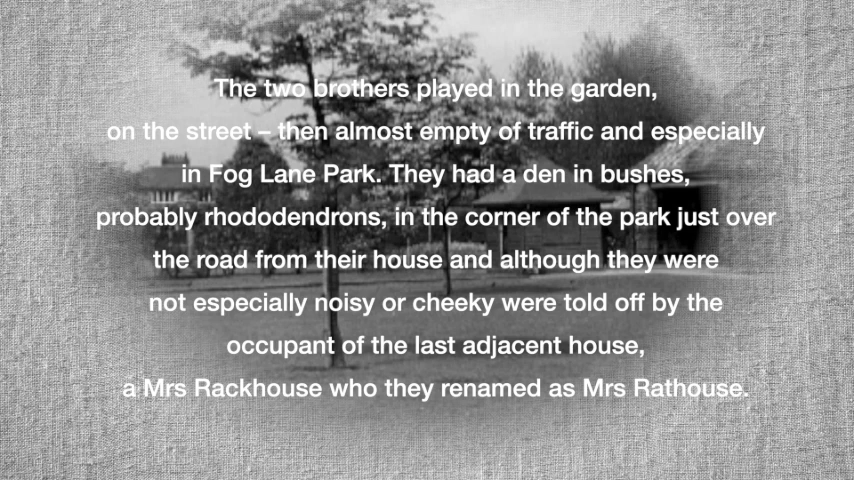 The two brothers played in the garden,
on the street – then almost empty of traffic and especially
in Fog Lane Park. They had a den in bushes,
probably rhododendrons, in the corner of the park just over
the road from their house and although they were
not especially noisy or cheeky were told off by the
occupant of the last adjacent house,
a Mrs Rackhouse who they renamed as Mrs Rathouse.